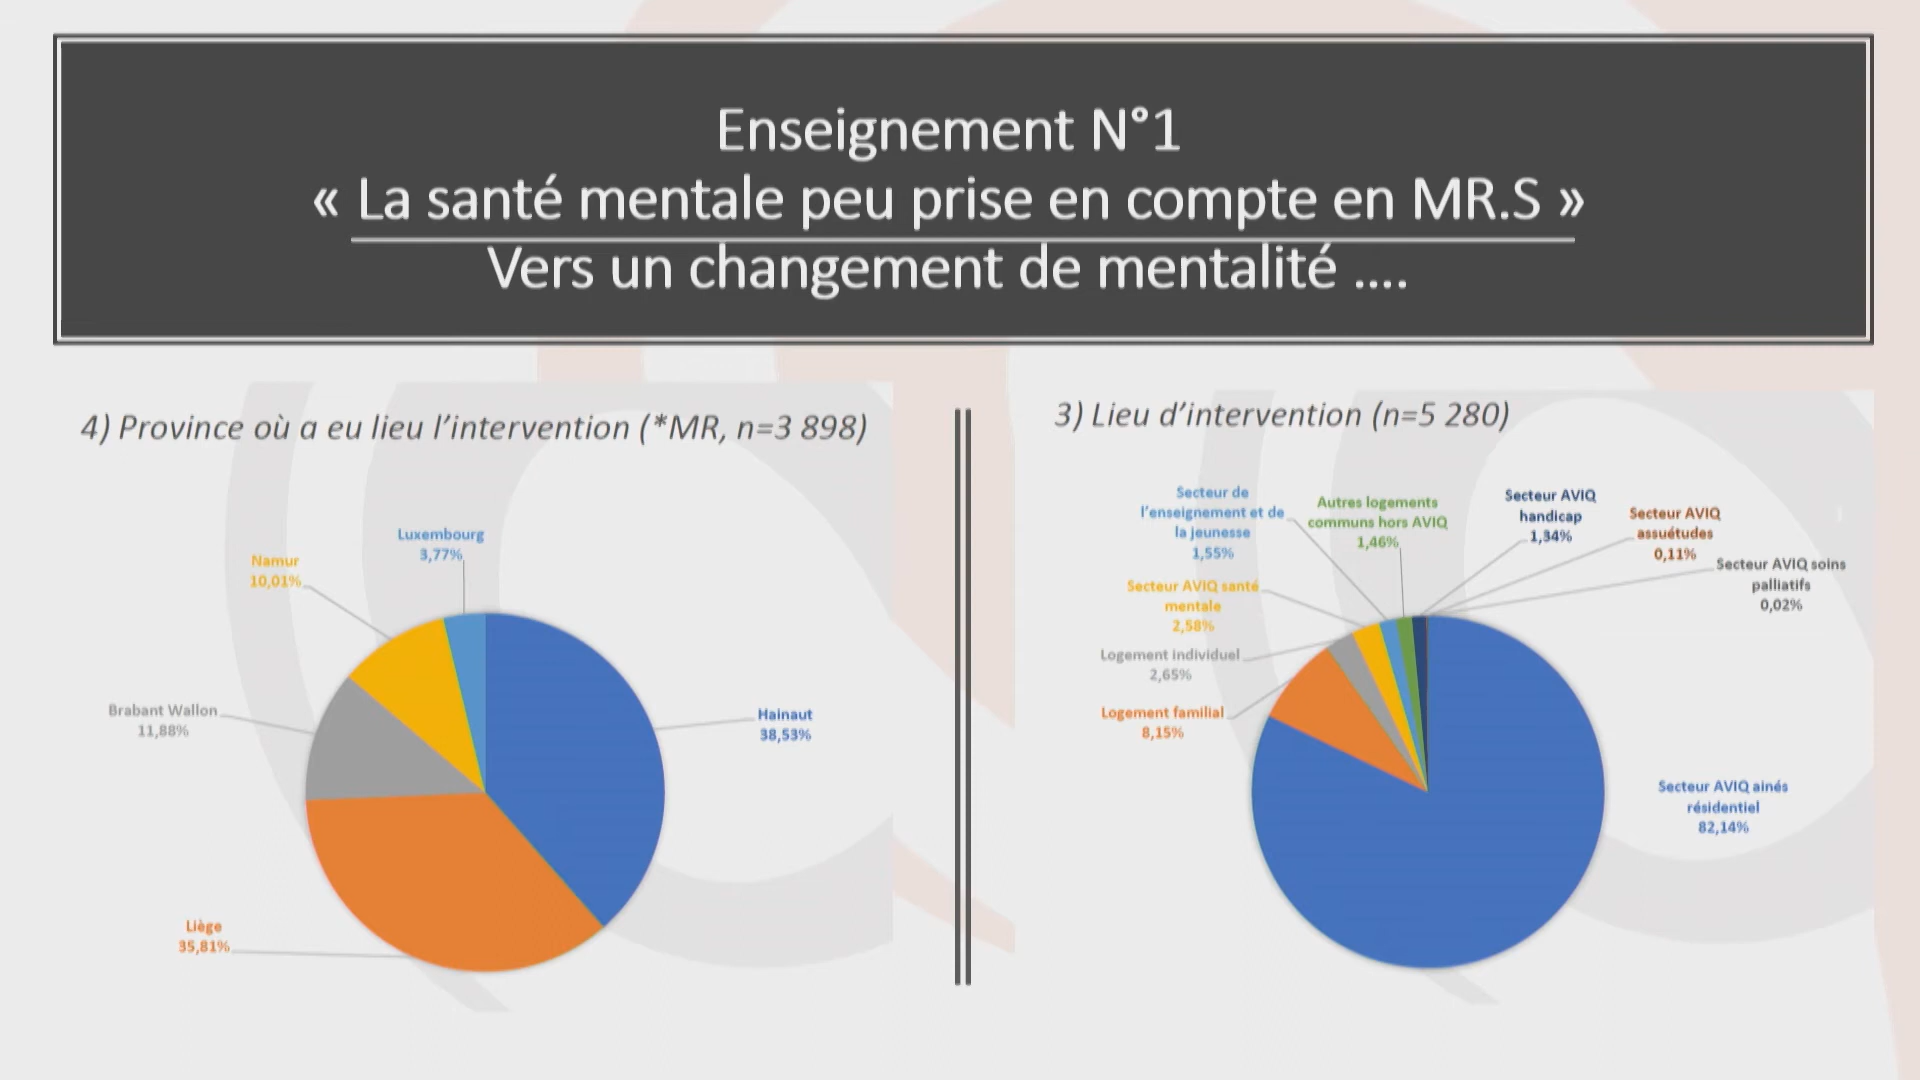 Enseignement N°1
« La santé mentale peu prise en compte en MR.S »
Vers un changement de mentalité ....
4) Province où a eu lieu l'intervention (*MR, n=3 898)
Luxembourg
3,77%
Namur
10,01%
Brabant Wallon
11,88%
Hainaut
38,53%
Liège
35,81%
3) Lieu d'intervention (n=5 280)
Secteur de
l'enseignement et de
la jeunesse
1,55%
Autres logements
communs hors AVIQ
1,46%
Secteur AVIQ
handicap
1,34%
Secteur AVIQ
assuétudes
0,11%
Secteur AVIQ soins
palliatifs
0,02%
Secteur AVIQ santé
mentale
2,58%
Logement individuel
2,65%
Logement familial
8,15%
Secteur AVIQ ainés
résidentiel
82,14%